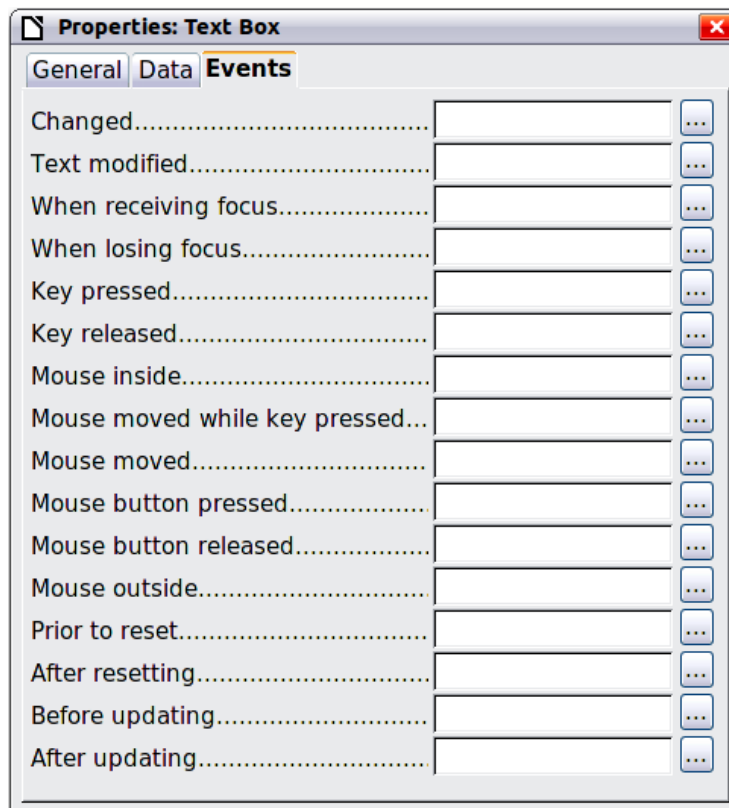 Properties: Text Box
General Data Events
Changed....................................... ...
Text modified................................ ...
When receiving focus.................... ...
When losing focus......................... ...
Key pressed.................................. ...
Key released................................. ...
Mouse inside................................. ...
Mouse moved while key pressed... ...
Mouse moved............................... ...
Mouse button pressed................... ...
Mouse button released.................. ...
Mouse outside.............................. ...
Prior to reset................................. ...
After resetting............................... ...
Before updating............................ ...
After updating............................... ...